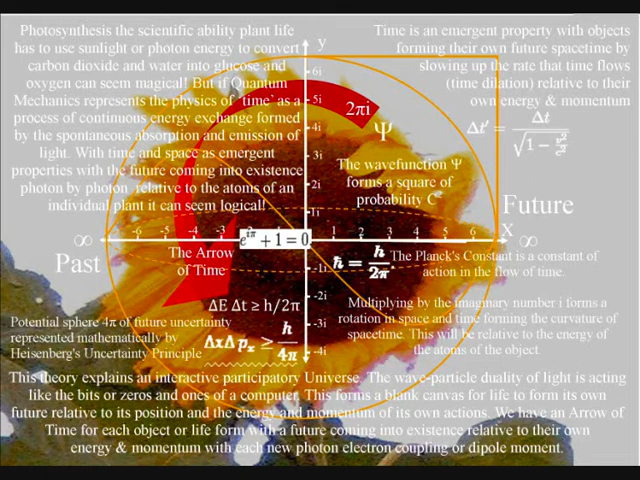 Photosynthesis the scientific ability plant life
has to use sunlight or photon energy to convert
carbon dioxide and water into glucose and
oxygen can seem magical! But if Quantum
Mechanics represents the physics of ‘time’ as a
process of continuous energy exchange formed
by the spontaneous absorption and emission of
light. With time and space as emergent
properties with the future coming into existence
photon by photon relative to the atoms of an
individual plant it can seem logical!
Time is an emergent property with objects
forming their own future spacetime by
slowing up the rate that time flows
(time dilation) relative to their
own energy & momentum
Δt' = Δt / √(1 − v²/c²)
y
6i
5i
4i
3i
2i
1i
2πi
Ψ
The wavefunction Ψ
forms a square of
probability C²
Future
-6 -5 -4 -3 1 2 3 4 5 6 X
∞ ∞
Past
e^iπ + 1 = 0
The Arrow
of Time
-1i
-2i
-3i
-4i
ħ = h/2π.
The Planck's Constant is a constant of
action in the flow of time.
ΔE Δt ≥ h/2π
Δx Δ pₓ ≥ h/4π
Multiplying by the imaginary number i forms a
rotation in space and time forming the curvature of
spacetime. This will be relative to the energy of
the atoms of the object.
Potential sphere 4π of future uncertainty
represented mathematically by
Heisenberg's Uncertainty Principle
This theory explains an interactive participatory Universe. The wave-particle duality of light is acting
like the bits or zeros and ones of a computer. This forms a blank canvas for life to form its own
future relative to its position and the energy and momentum of its own actions. We have an Arrow of
Time for each object or life form with a future coming into existence relative to their own
energy & momentum with each new photon electron coupling or dipole moment.